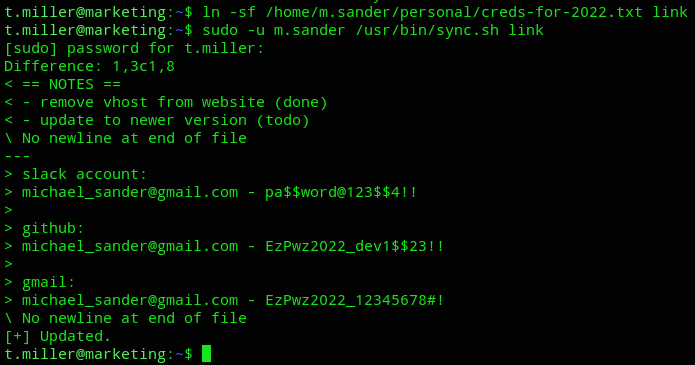 t.miller@marketing:~$ ln -sf /home/m.sander/personal/creds-for-2022.txt link
t.miller@marketing:~$ sudo -u m.sander /usr/bin/sync.sh link
[sudo] password for t.miller:
Difference: 1,3c1,8
< == NOTES ==
< - remove vhost from website (done)
< - update to newer version (todo)
\ No newline at end of file
---
> slack account:
> michael_sander@gmail.com - pa$$word@123$$4!!
>
> github:
> michael_sander@gmail.com - EzPwz2022_dev1$$23!!
>
> gmail:
> michael_sander@gmail.com - EzPwz2022_12345678#!
\ No newline at end of file
[+] Updated.
t.miller@marketing:~$